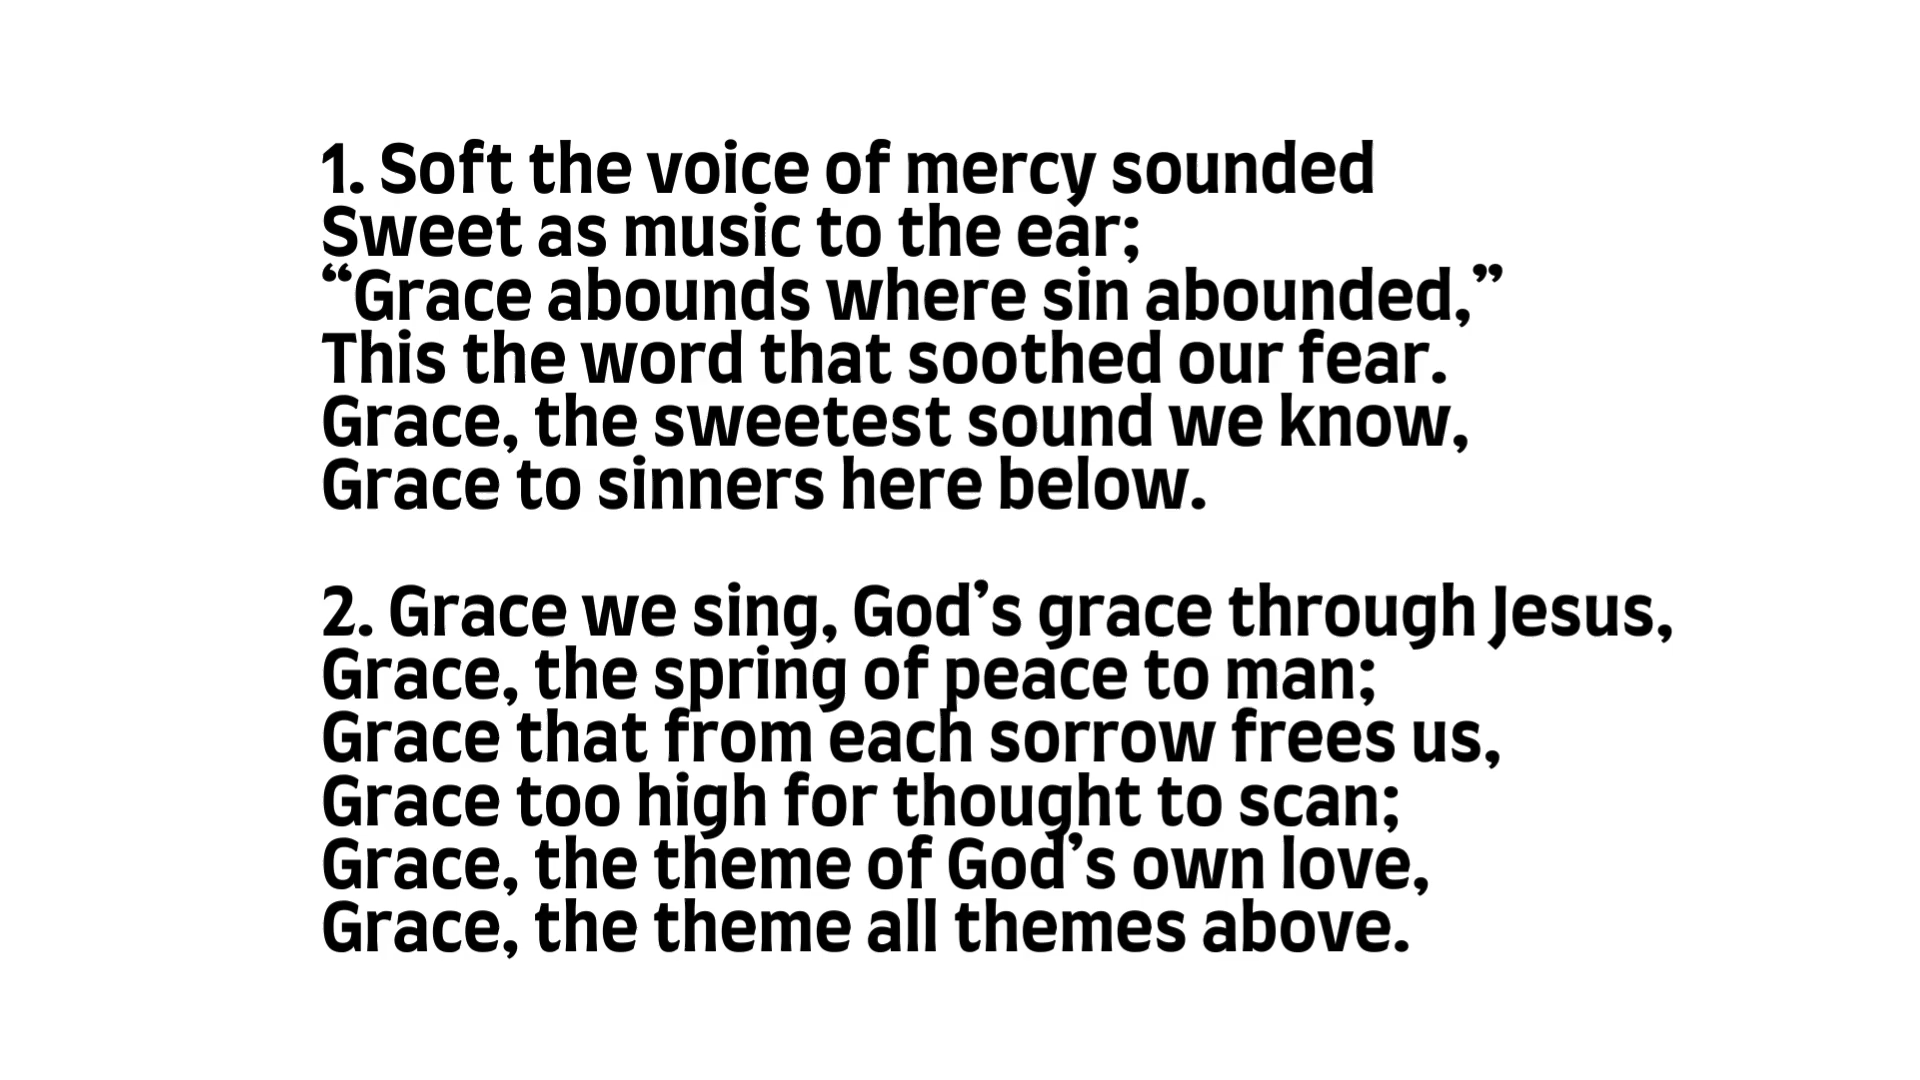 1. Soft the voice of mercy sounded
Sweet as music to the ear;
“Grace abounds where sin abounded,”
This the word that soothed our fear.
Grace, the sweetest sound we know,
Grace to sinners here below.
2. Grace we sing, God’s grace through Jesus,
Grace, the spring of peace to man;
Grace that from each sorrow frees us,
Grace too high for thought to scan;
Grace, the theme of God’s own love,
Grace, the theme all themes above.